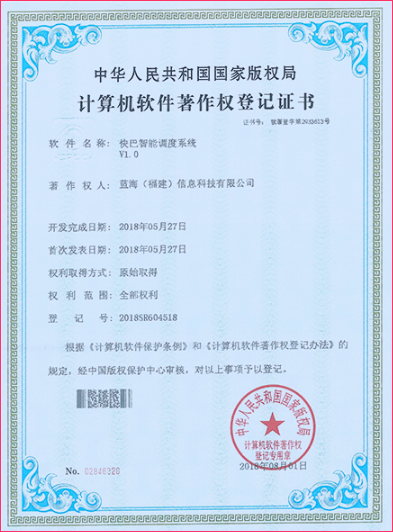 中华人民共和国国家版权局
计算机软件著作权登记证书
证书号: 软著登字第2933613号
软件名称: 快巴智能调度系统
V1.0
著作权人: 蓝海(福建)信息科技有限公司
开发完成日期: 2018年05月27日
首次发表日期: 2018年05月27日
权利取得方式: 原始取得
权利范围: 全部权利
登记号: 2018SR604518
根据《计算机软件保护条例》和《计算机软件著作权登记办法》的
规定,经中国版权保护中心审核,对以上事项予以登记。
中华人民共和国国家版权局
计算机软件著作权
登记专用章
2018年08月01日
No.